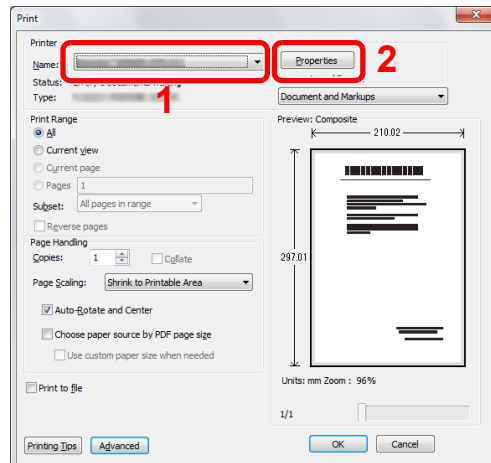 Print
Printer
Name:
Properties
2
Status:
1
Type:
Document and Markups
Print Range
All
Current view
Current page
Pages 1
Subset: All pages in range
Reverse pages
Preview: Composite
210.02
297.01
Page Handling
Copies: 1 Collate
Page Scaling: Shrink to Printable Area
Auto-Rotate and Center
Choose paper source by PDF page size
Use custom paper size when needed
Print to file
Units: mm Zoom : 96%
1/1
Printing Tips Advanced OK Cancel